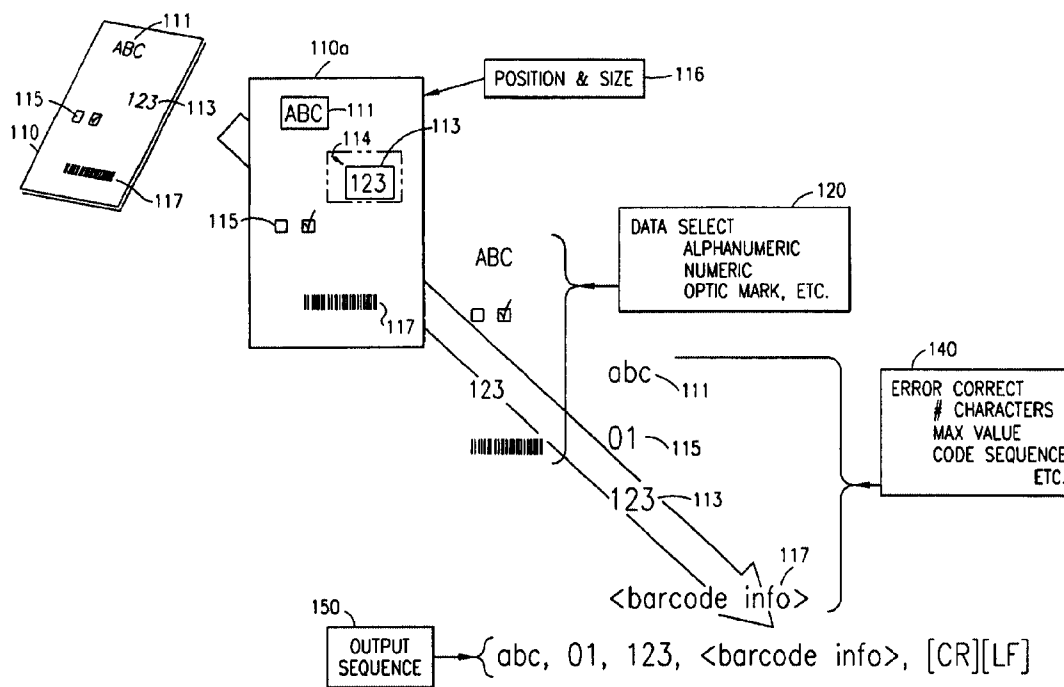 111
ABC
115
123
113
110
117
110a
ABC
111
114
113
123
115
117
POSITION & SIZE
116
120
DATA SELECT
ALPHANUMERIC
NUMERIC
OPTIC MARK, ETC.
ABC
123
abc
111
01
115
123
113
117
<barcode info>
140
ERROR CORRECT
# CHARACTERS
MAX VALUE
CODE SEQUENCE
ETC.
150
OUTPUT
SEQUENCE
abc, 01, 123, <barcode info>, [CR][LF]